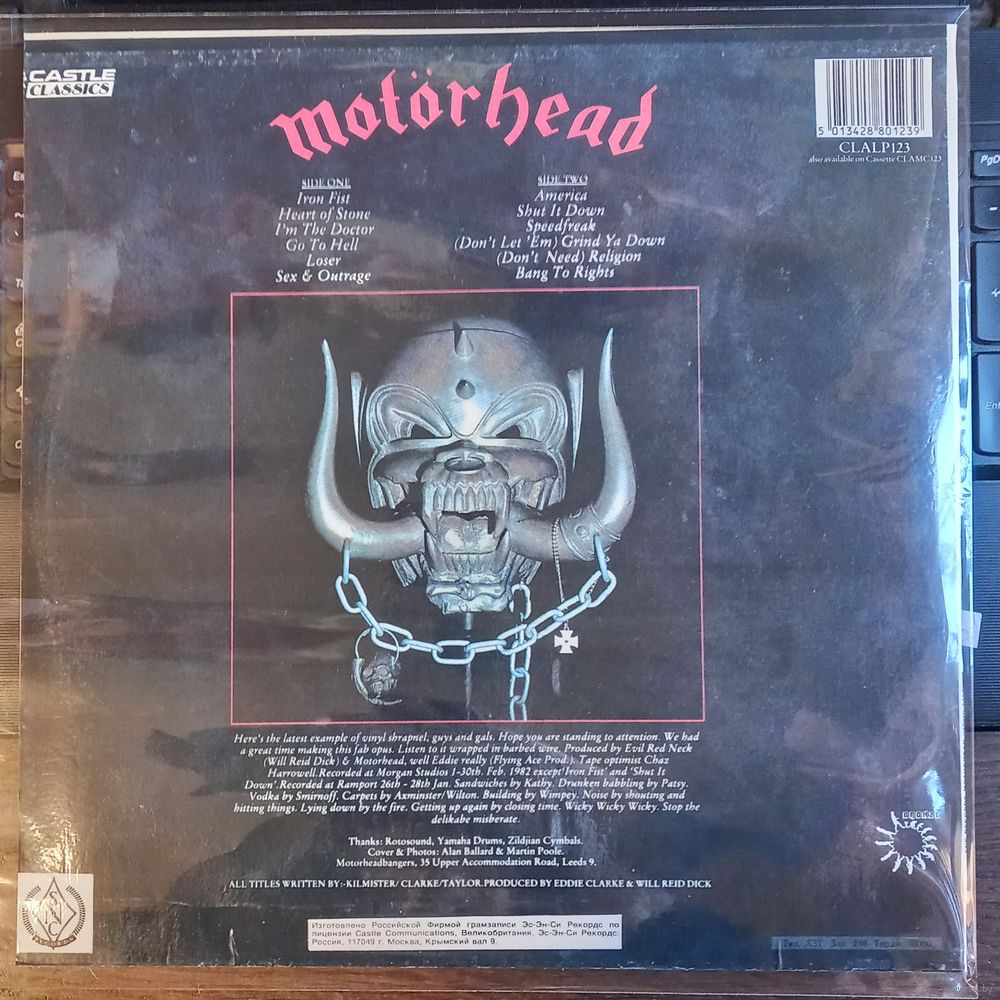 CASTLE
CLASSICS
motörhead
5 013428 801239
CLALP123
also available on Cassette CLAMC123
SIDE ONE
Iron Fist
Heart of Stone
I'm The Doctor
Go To Hell
Loser
Sex & Outrage
SIDE TWO
America
Shut It Down
Speedfreak
(Don't Let 'Em) Grind Ya Down
(Don't Need) Religion
Bang To Rights
Here's the latest example of vinyl shrapnel, guys and gals. Hope you are standing to attention. We had
a great time making this fab opus. Listen to it wrapped in barbed wire. Produced by Evil Red Neck
(Will Reid Dick) & Motorhead, well Eddie really (Flying Ace Prod.). Tape optimist Chaz
Harrowell.Recorded at Morgan Studios 1-30th. Feb. 1982 except'Iron Fist' and 'Shut It
Down'.Recorded at Ramport 26th - 28th Jan. Sandwiches by Kathy. Drunken babbling by Patsy.
Vodka by Smirnoff. Carpets by Axminster/Wilton. Building by Wimpey. Noise by shouting and
hitting things. Lying down by the fire. Getting up again by closing time. Wicky Wicky Wicky. Stop the
delikabe misberate.
Thanks: Rotosound, Yamaha Drums, Zildjian Cymbals.
Cover & Photos: Alan Ballard & Martin Poole.
Motorheadbangers, 35 Upper Accommodation Road, Leeds 9.
ALL TITLES WRITTEN BY:-KILMISTER/CLARKE/TAYLOR.PRODUCED BY EDDIE CLARKE & WILL REID DICK
BRONZE
RECORDS
SNC
RECORDS
Изготовлено Российской Фирмой грамзаписи Эс-Эн-Си Рекордс по
лицензии Castle Communications, Великобритания. Эс-Эн-Си Рекордс:
Россия, 117049 г. Москва, Крымский вал 9.
PgD
En